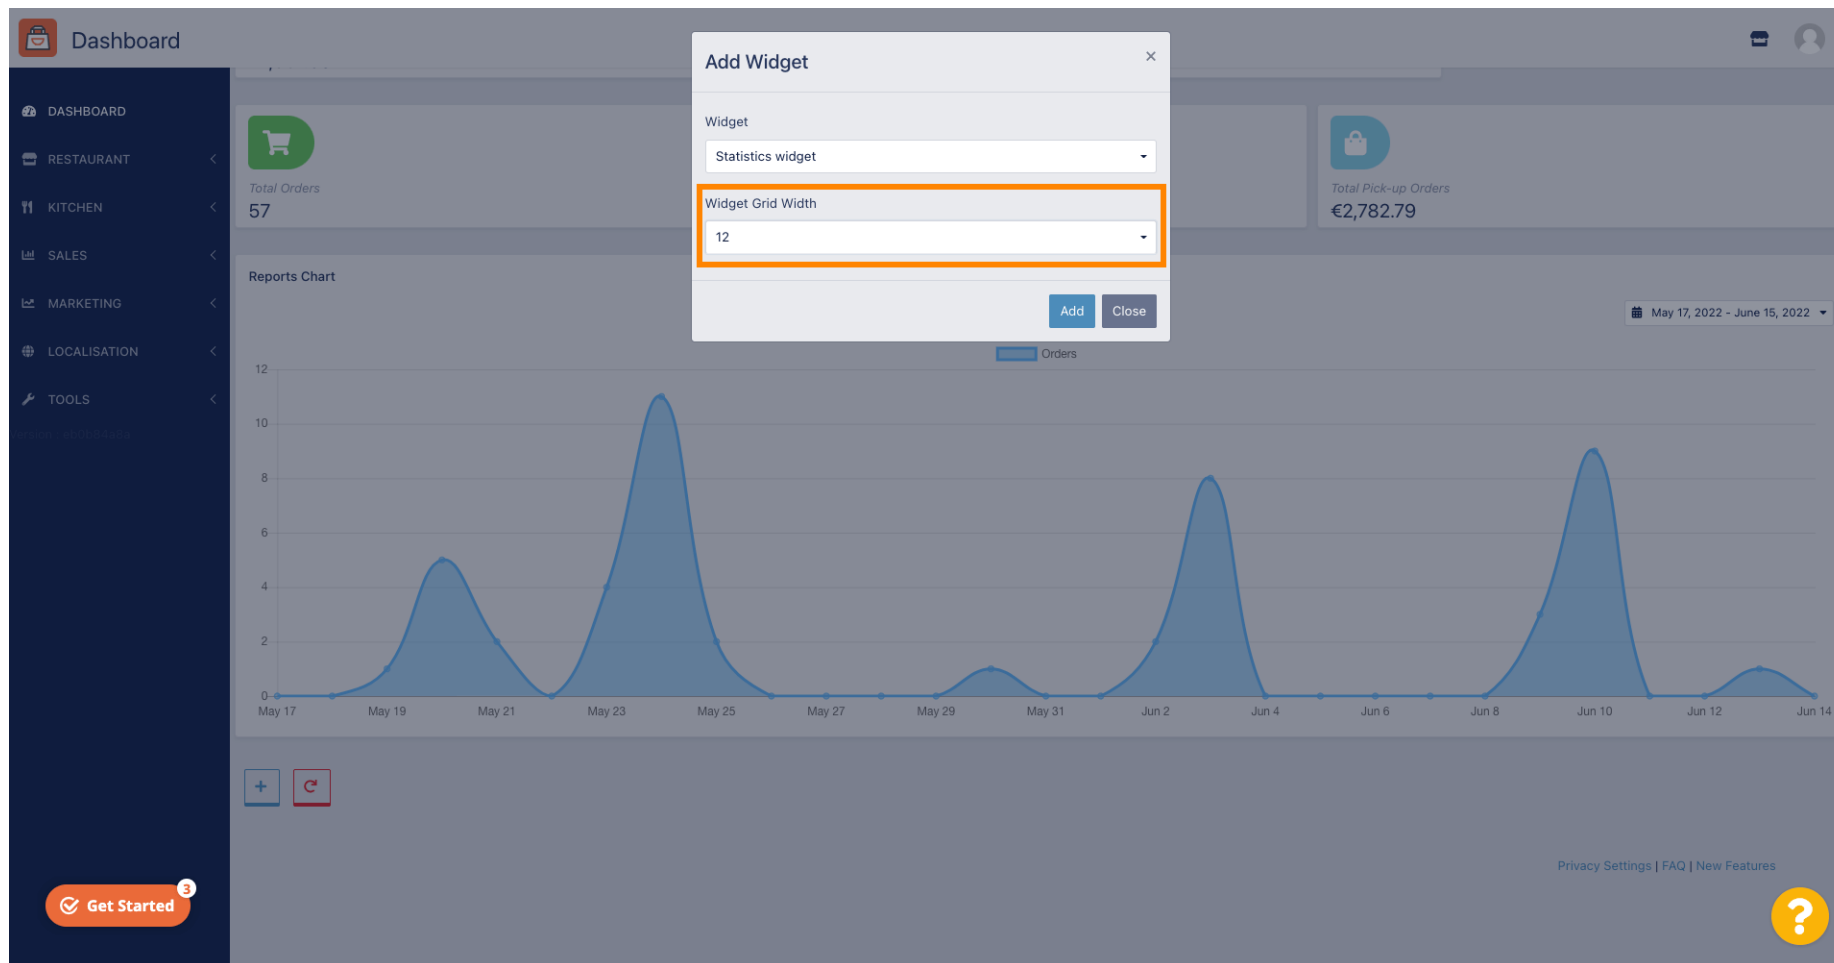 Dashboard
Add Widget
×
DASHBOARD
RESTAURANT
KITCHEN
SALES
MARKETING
LOCALISATION
TOOLS
Widget
Statistics widget
Widget Grid Width
12
Add Close
Total Orders
57
Total Pick-up Orders
€2,782.79
Reports Chart
May 17, 2022 - June 15, 2022
Orders
12
10
8
6
4
2
0
May 17 May 19 May 21 May 23 May 25 May 27 May 29 May 31 Jun 2 Jun 4 Jun 6 Jun 8 Jun 10 Jun 12 Jun 14
+
Privacy Settings | FAQ | New Features
Get Started
3
?